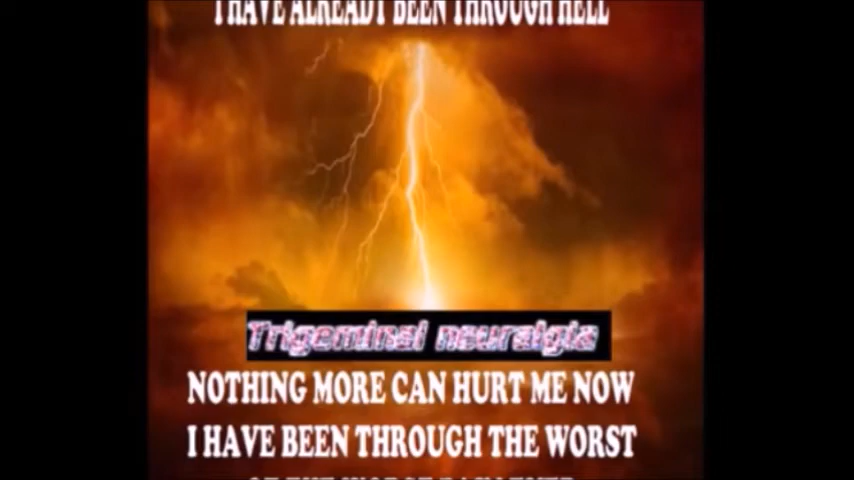 I HAVE ALREADY BEEN THROUGH HELL
Trigeminal neuralgia
NOTHING MORE CAN HURT ME NOW
I HAVE BEEN THROUGH THE WORST